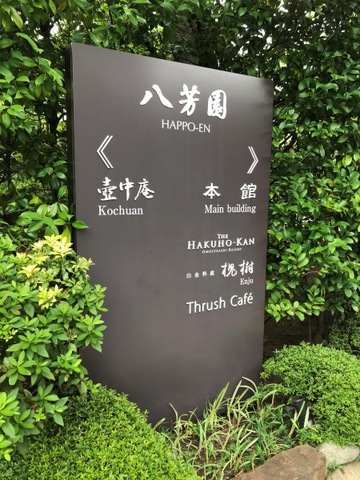 八芳園
HAPPO-EN
壺中庵
Kochuan
本館
Main building
THE
HAKUHO-KAN
白金料庭 槐樹
Enju
Thrush Café